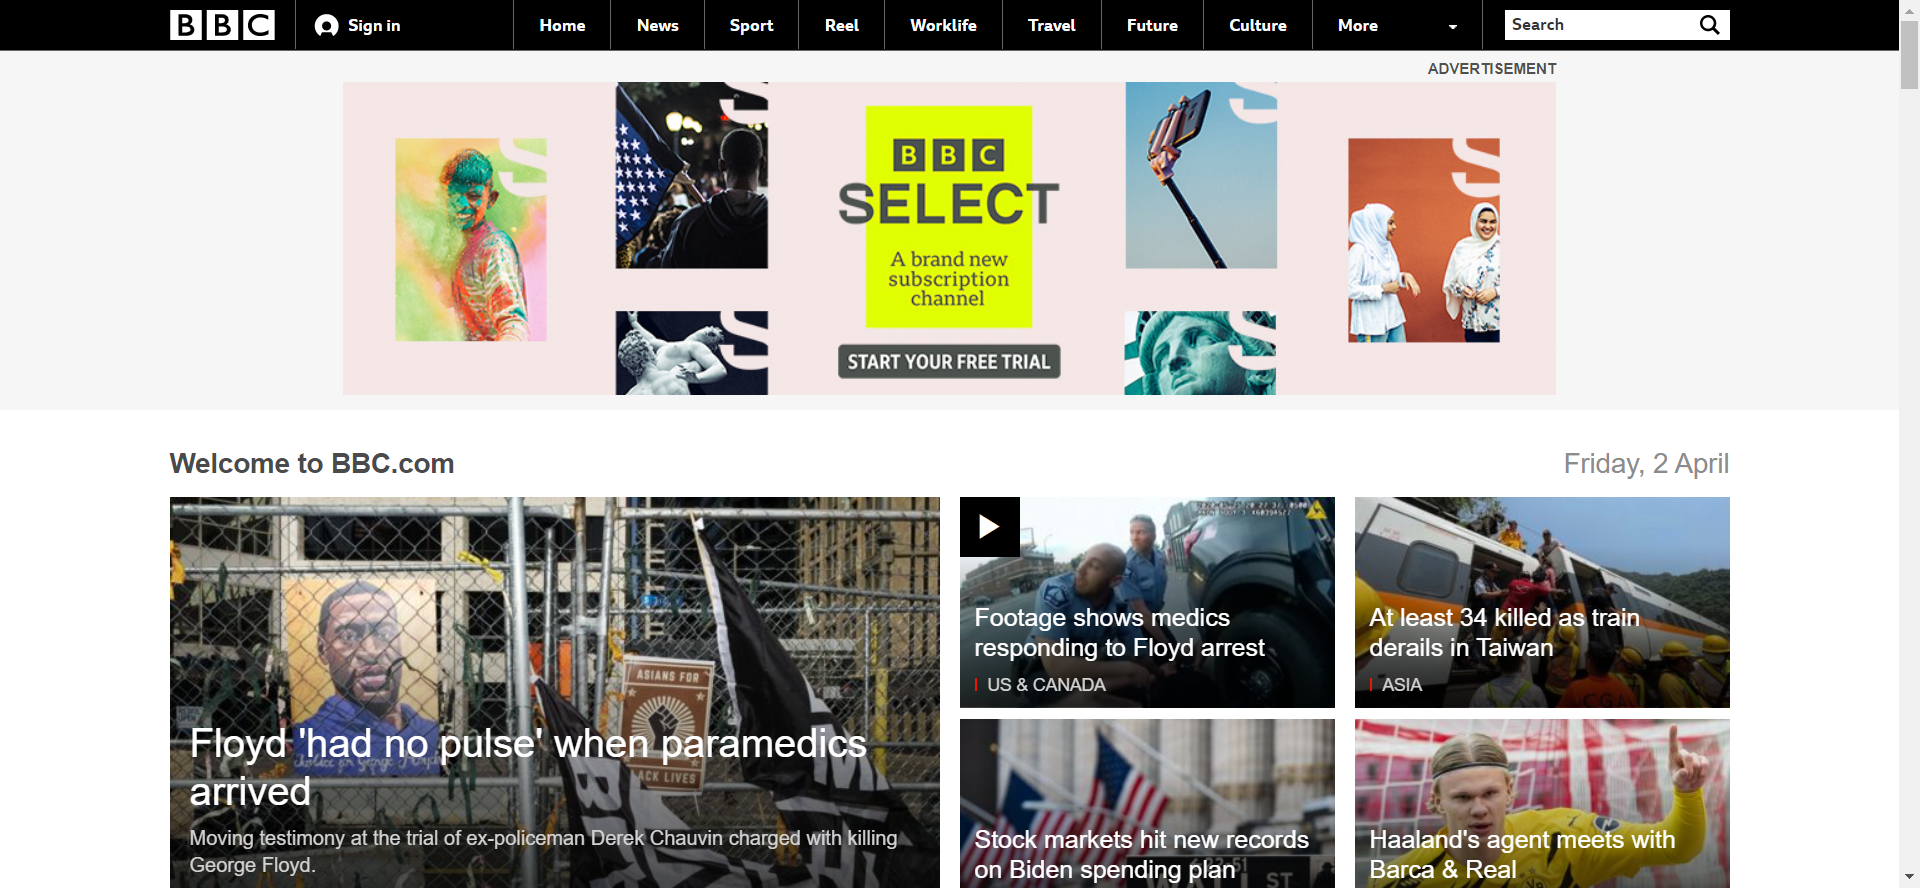 BBC
Sign in
Home
News
Sport
Reel
Worklife
Travel
Future
Culture
More
Search
ADVERTISEMENT
BBC
SELECT
A brand new
subscription
channel
START YOUR FREE TRIAL
Welcome to BBC.com
Friday, 2 April
ASIANS FOR
LACK LIVES
Floyd 'had no pulse' when paramedics
arrived
Moving testimony at the trial of ex-policeman Derek Chauvin charged with killing
George Floyd.
Footage shows medics
responding to Floyd arrest
US & CANADA
At least 34 killed as train
derails in Taiwan
ASIA
Stock markets hit new records
on Biden spending plan
Haaland's agent meets with
Barca & Real